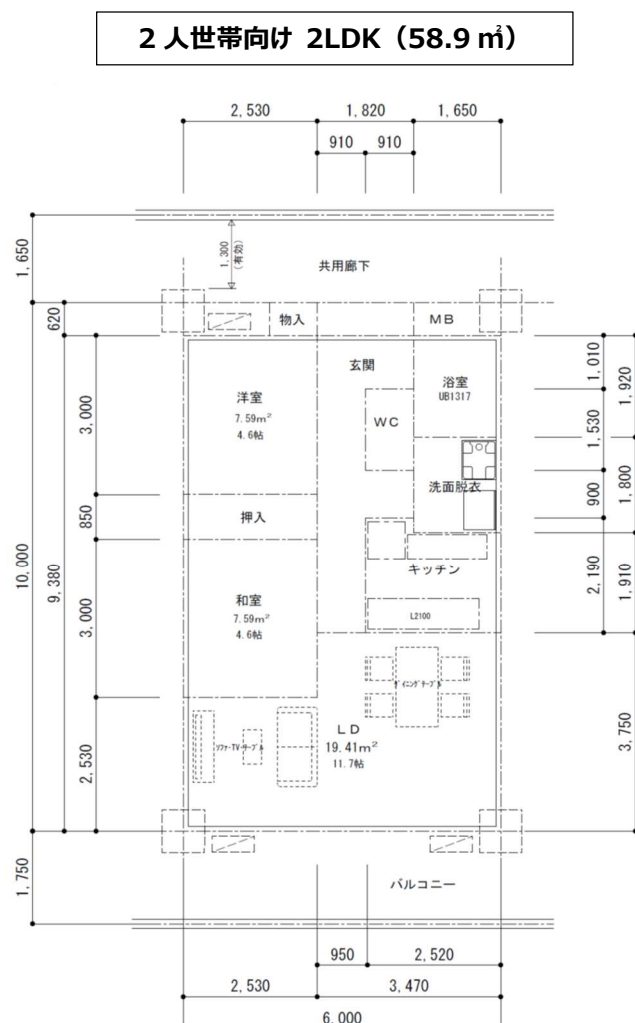 2 人世帯向け 2LDK（58.9 ㎡）
2,530
1,820
1,650
910
910
1,650
1,300
(有効)
共用廊下
620
物入
MB
玄関
浴室
UB1317
1,010
1,920
洋室
7.59m²
4.6帖
WC
3,000
1,530
洗面脱衣
900
1,800
850
押入
キッチン
10,000
9,380
2,190
1,910
和室
7.59m²
4.6帖
3,000
L2100
ﾀﾞｲﾆﾝｸﾞﾃｰﾌﾞﾙ
LD
19.41m²
11.7帖
ｿﾌｧ･TV･ﾃｰﾌﾞﾙ
2,530
3,750
1,750
バルコニー
950
2,520
2,530
3,470
6,000